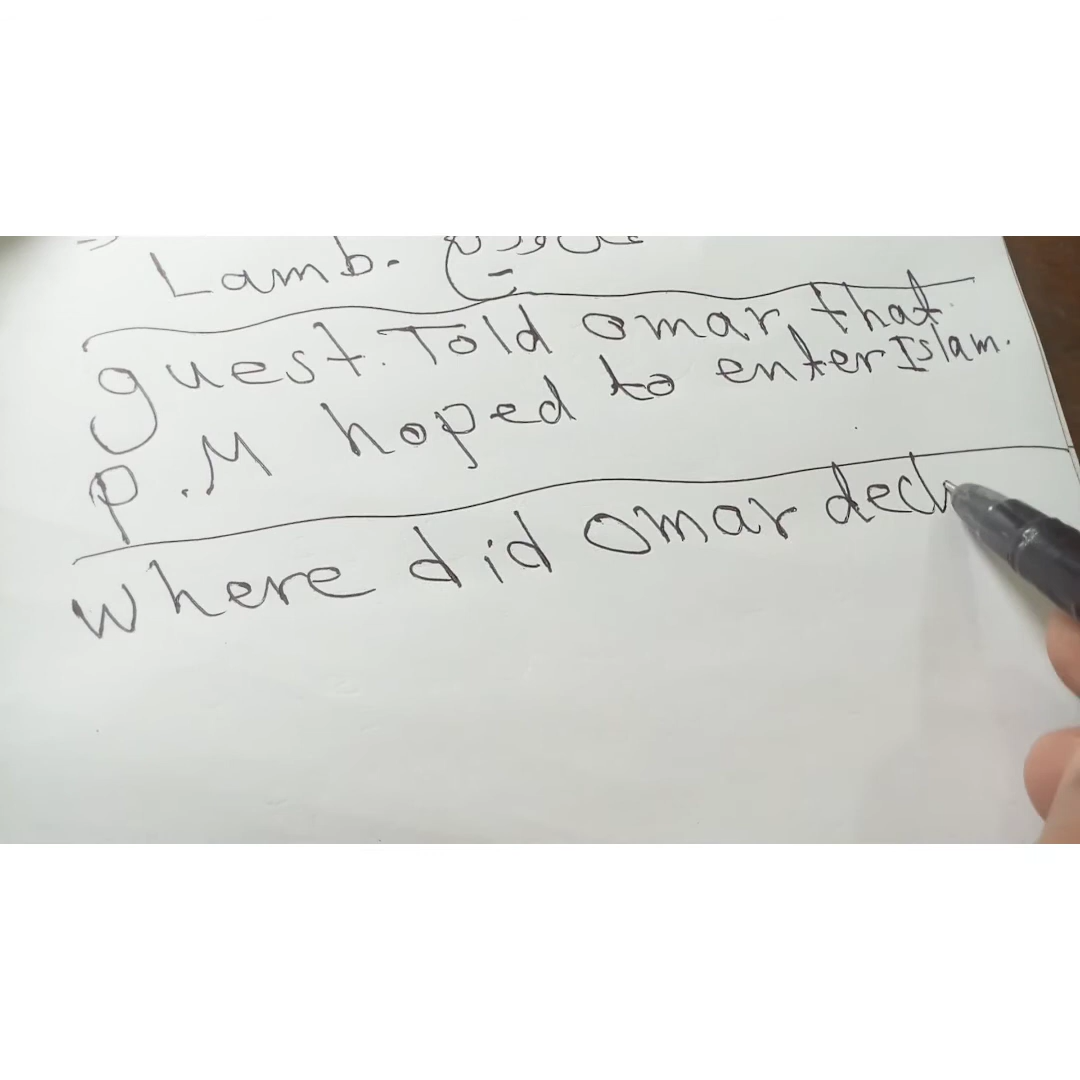 Lamb.
guest. Told omar, that
P.M hoped to enter Islam.
where did omar decl